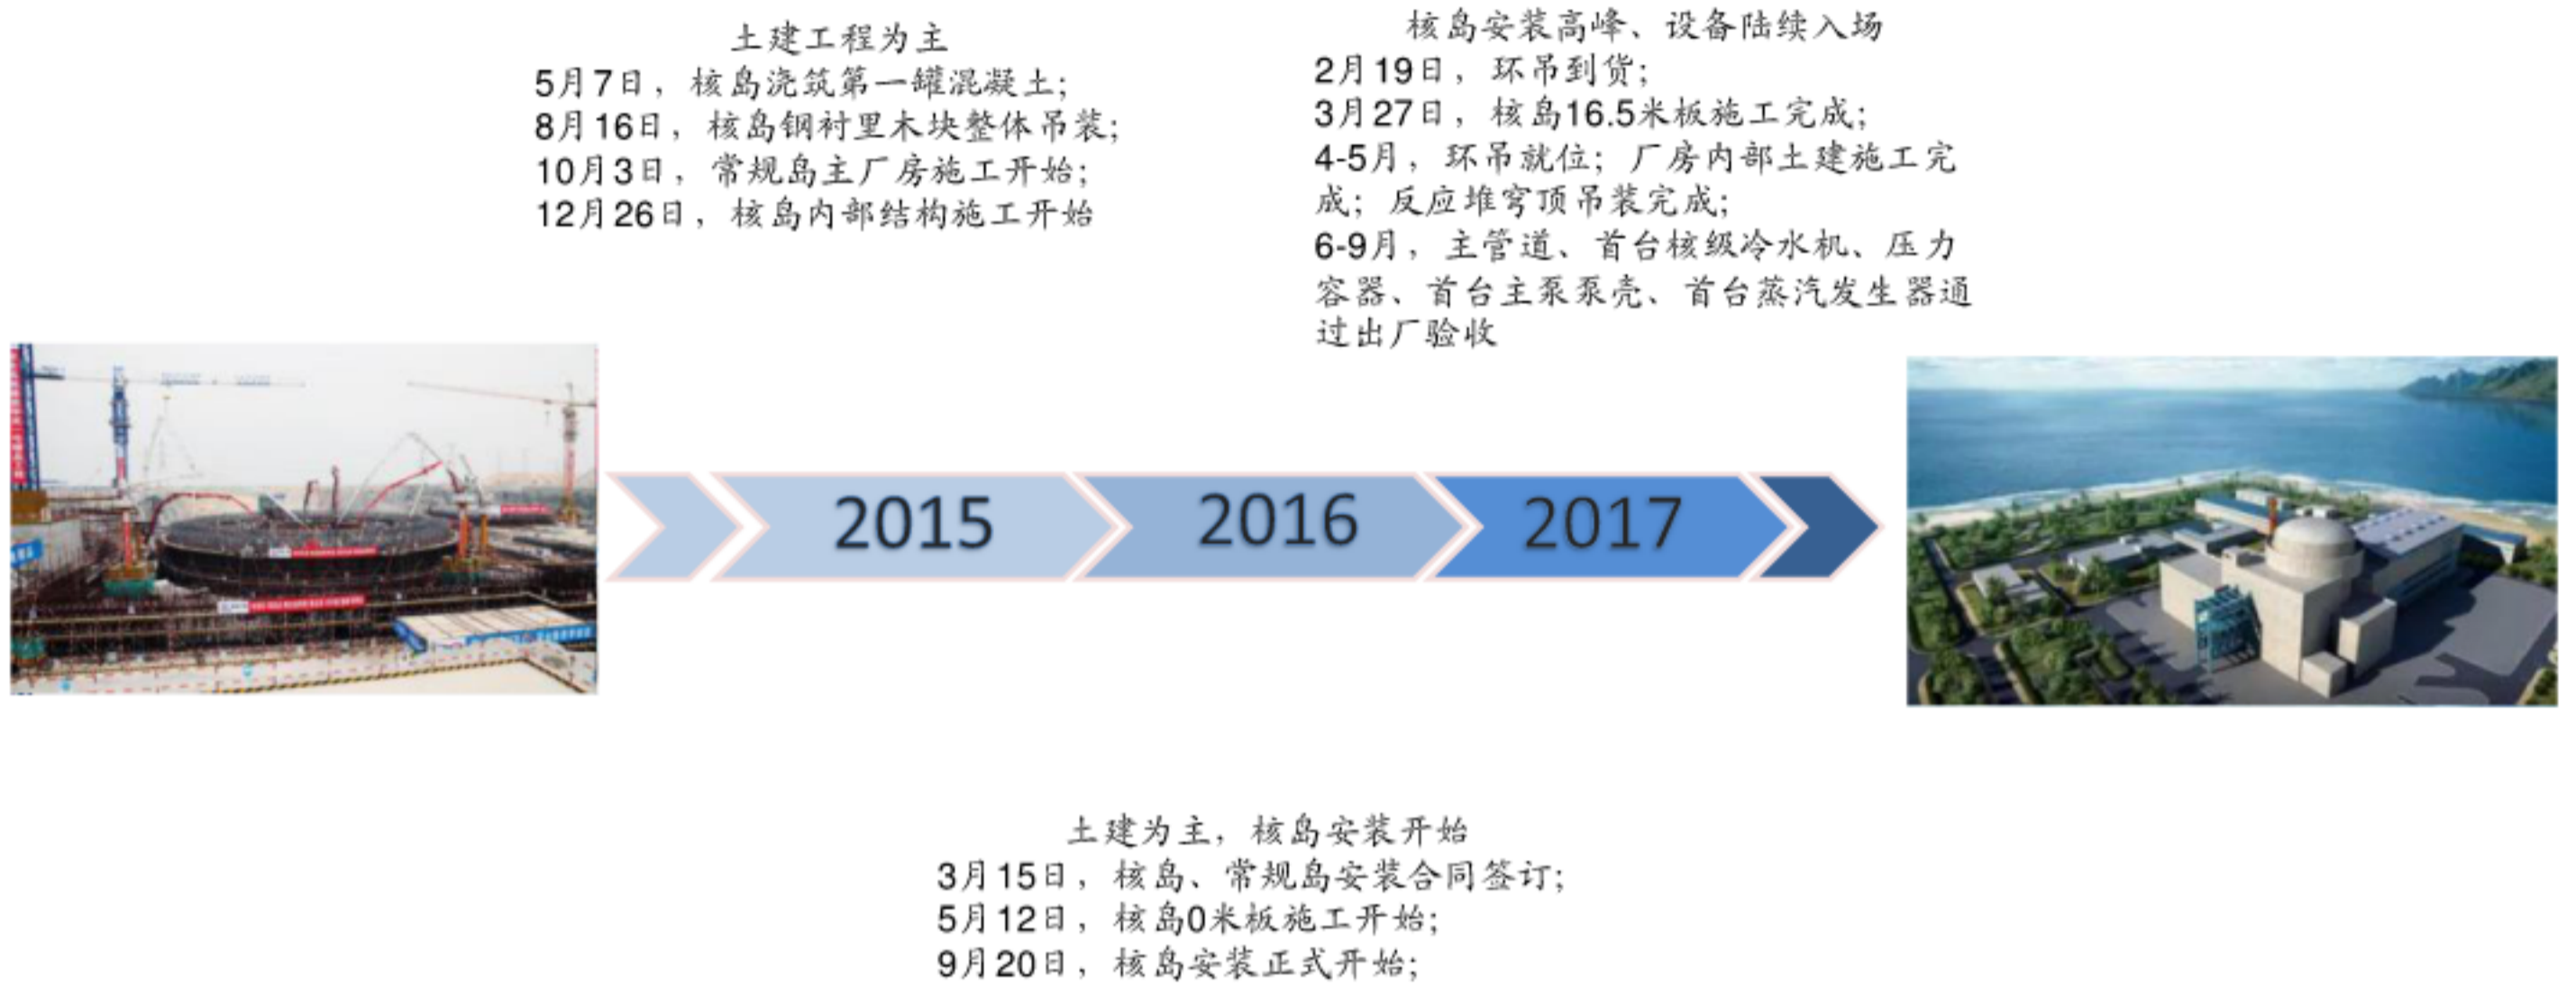 土建工程为主
5月7日，核岛浇筑第一罐混凝土；
8月16日，核岛钢衬里木块整体吊装；
10月3日，常规岛主厂房施工开始；
12月26日，核岛内部结构施工开始
核岛安装高峰、设备陆续入场
2月19日，环吊到货；
3月27日，核岛16.5米板施工完成；
4-5月，环吊就位；厂房内部土建施工完
成；反应堆穹顶吊装完成；
6-9月，主管道、首台核级冷水机、压力
容器、首台主泵泵壳、首台蒸汽发生器通
过出厂验收
2015
2016
2017
土建为主，核岛安装开始
3月15日，核岛、常规岛安装合同签订；
5月12日，核岛0米板施工开始；
9月20日，核岛安装正式开始；